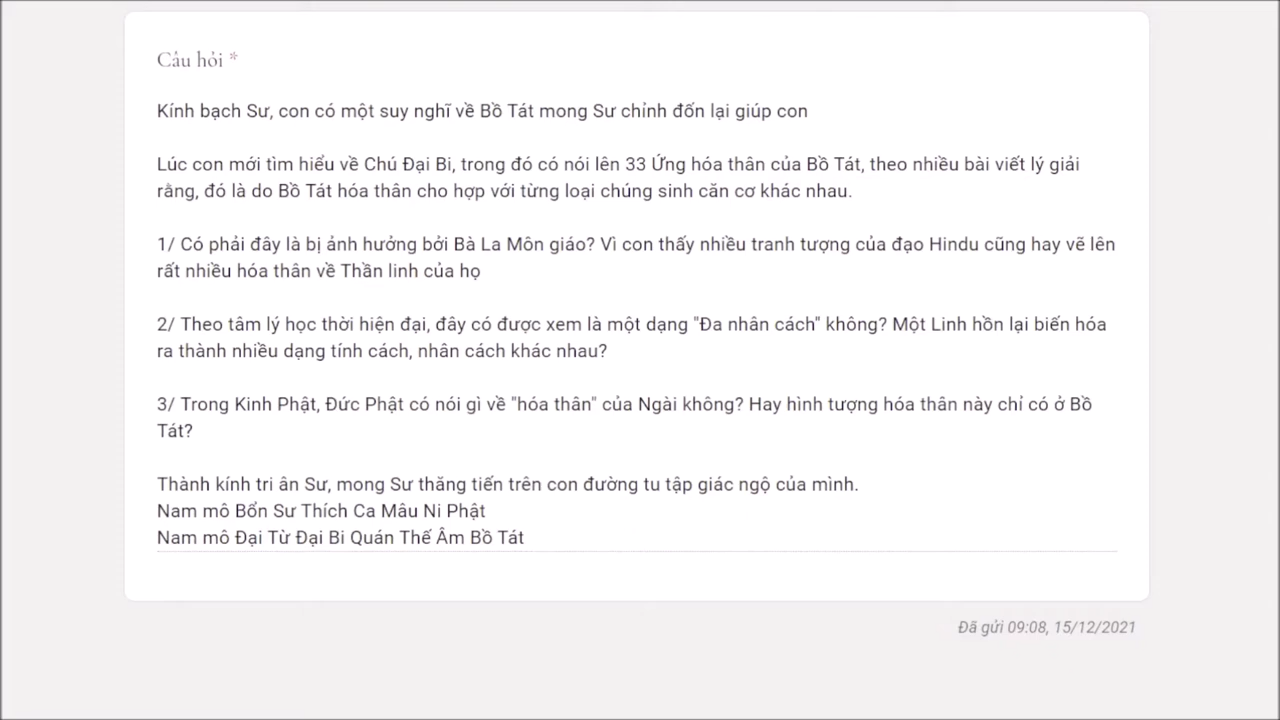 Câu hỏi *
Kính bạch Sư, con có một suy nghĩ về Bồ Tát mong Sư chỉnh đốn lại giúp con
Lúc con mới tìm hiểu về Chú Đại Bi, trong đó có nói lên 33 Ứng hóa thân của Bồ Tát, theo nhiều bài viết lý giải
rằng, đó là do Bồ Tát hóa thân cho hợp với từng loại chúng sinh căn cơ khác nhau.
1/ Có phải đây là bị ảnh hưởng bởi Bà La Môn giáo? Vì con thấy nhiều tranh tượng của đạo Hindu cũng hay vẽ lên
rất nhiều hóa thân về Thần linh của họ
2/ Theo tâm lý học thời hiện đại, đây có được xem là một dạng "Đa nhân cách" không? Một Linh hồn lại biến hóa
ra thành nhiều dạng tính cách, nhân cách khác nhau?
3/ Trong Kinh Phật, Đức Phật có nói gì về "hóa thân" của Ngài không? Hay hình tượng hóa thân này chỉ có ở Bồ
Tát?
Thành kính tri ân Sư, mong Sư thăng tiến trên con đường tu tập giác ngộ của mình.
Nam mô Bổn Sư Thích Ca Mâu Ni Phật
Nam mô Đại Từ Đại Bi Quán Thế Âm Bồ Tát
Đã gửi 09:08, 15/12/2021